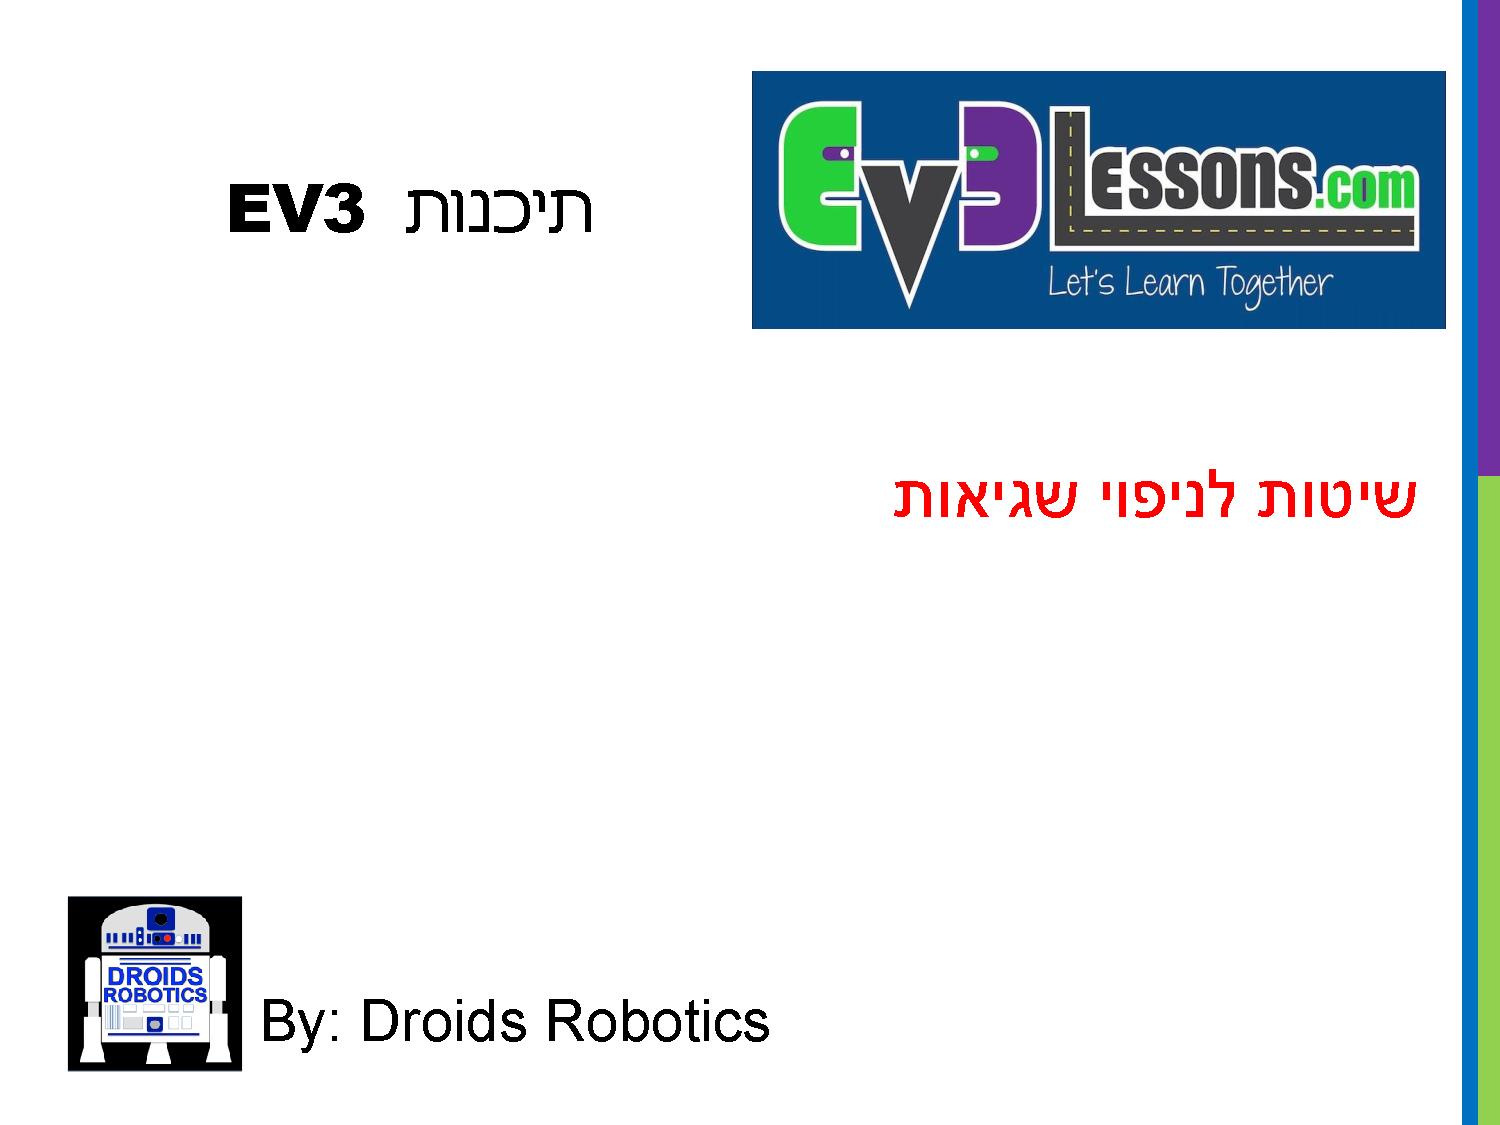 תיכנות EV3
EV3Lessons.com
Let's Learn Together
שיטות לניפוי שגיאות
DROIDS
ROBOTICS
By: Droids Robotics